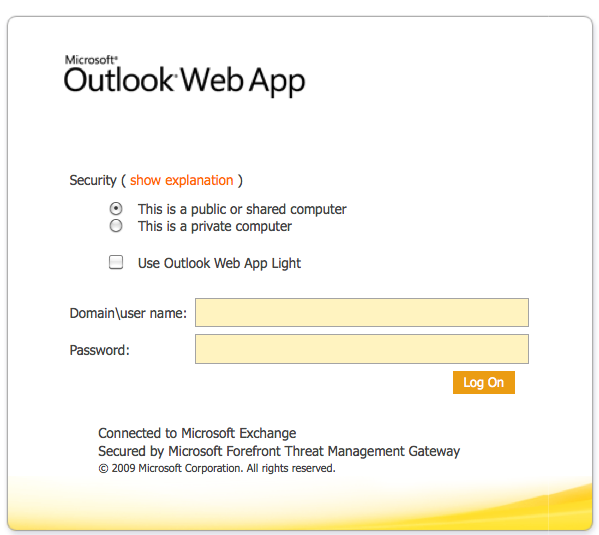 Microsoft®
Outlook® Web App
Security ( show explanation )
This is a public or shared computer
This is a private computer
Use Outlook Web App Light
Domain\user name:
Password:
Log On
Connected to Microsoft Exchange
Secured by Microsoft Forefront Threat Management Gateway
© 2009 Microsoft Corporation. All rights reserved.